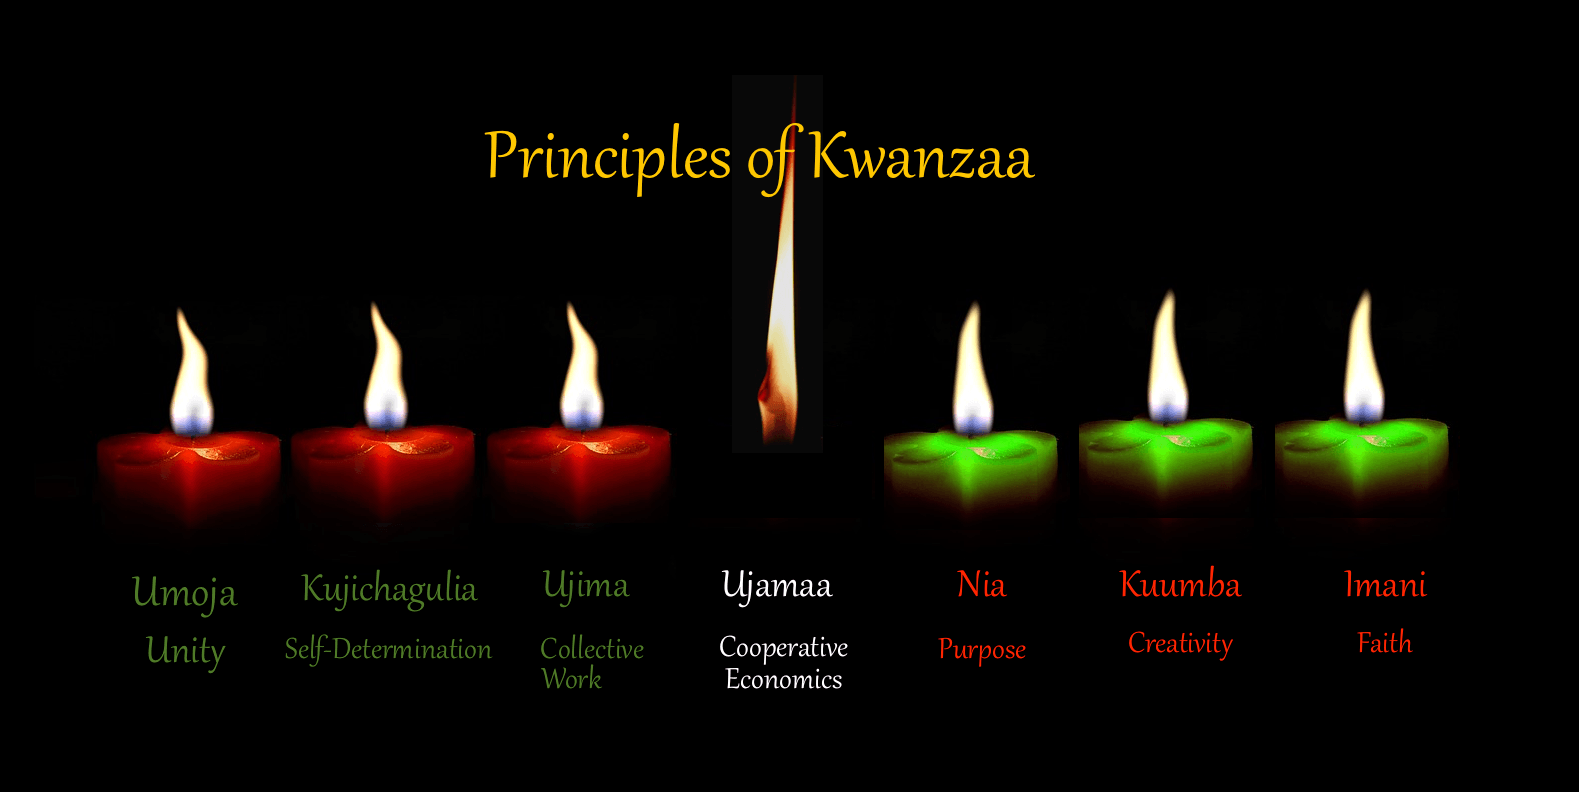 Principles of Kwanzaa
Umoja
Unity
Kujichagulia
Self-Determination
Ujima
Collective
Work
Ujamaa
Cooperative
Economics
Nia
Purpose
Kuumba
Creativity
Imani
Faith